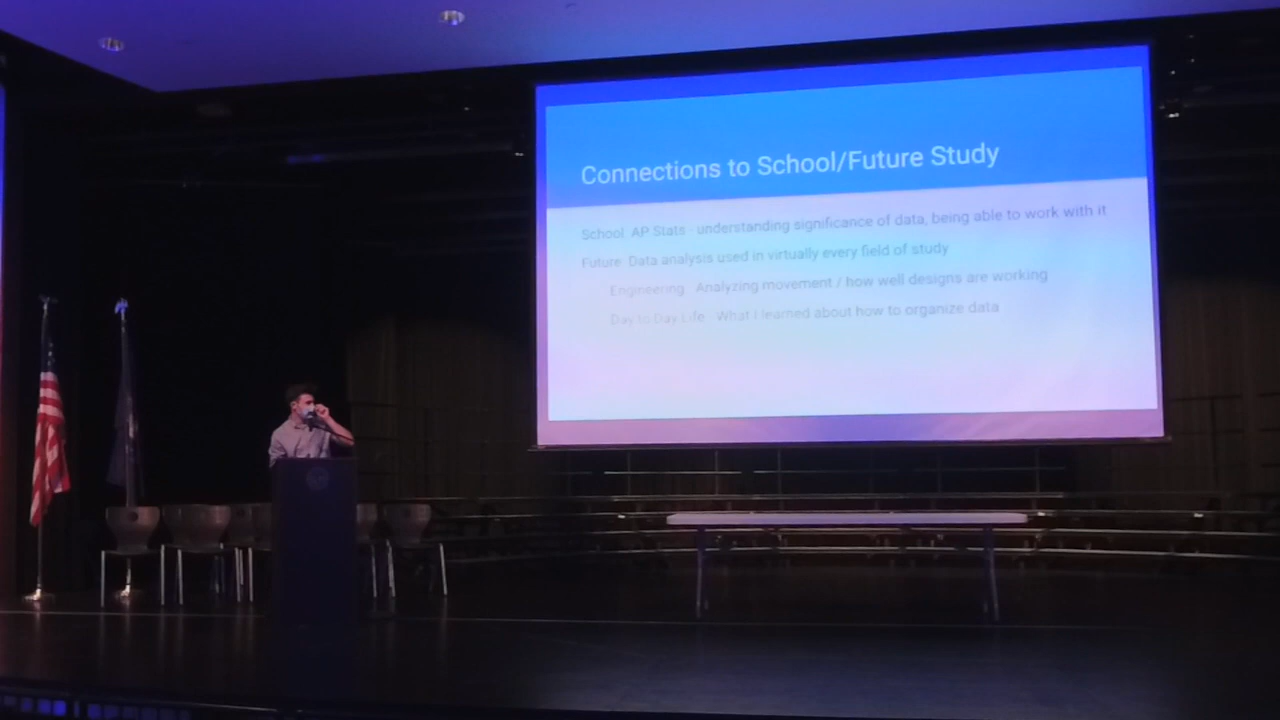 Connections to School/Future Study
School: AP Stats - understanding significance of data, being able to work with it
Future: Data analysis used in virtually every field of study
Engineering - Analyzing movement / how well designs are working
Day to Day Life - What I learned about how to organize data